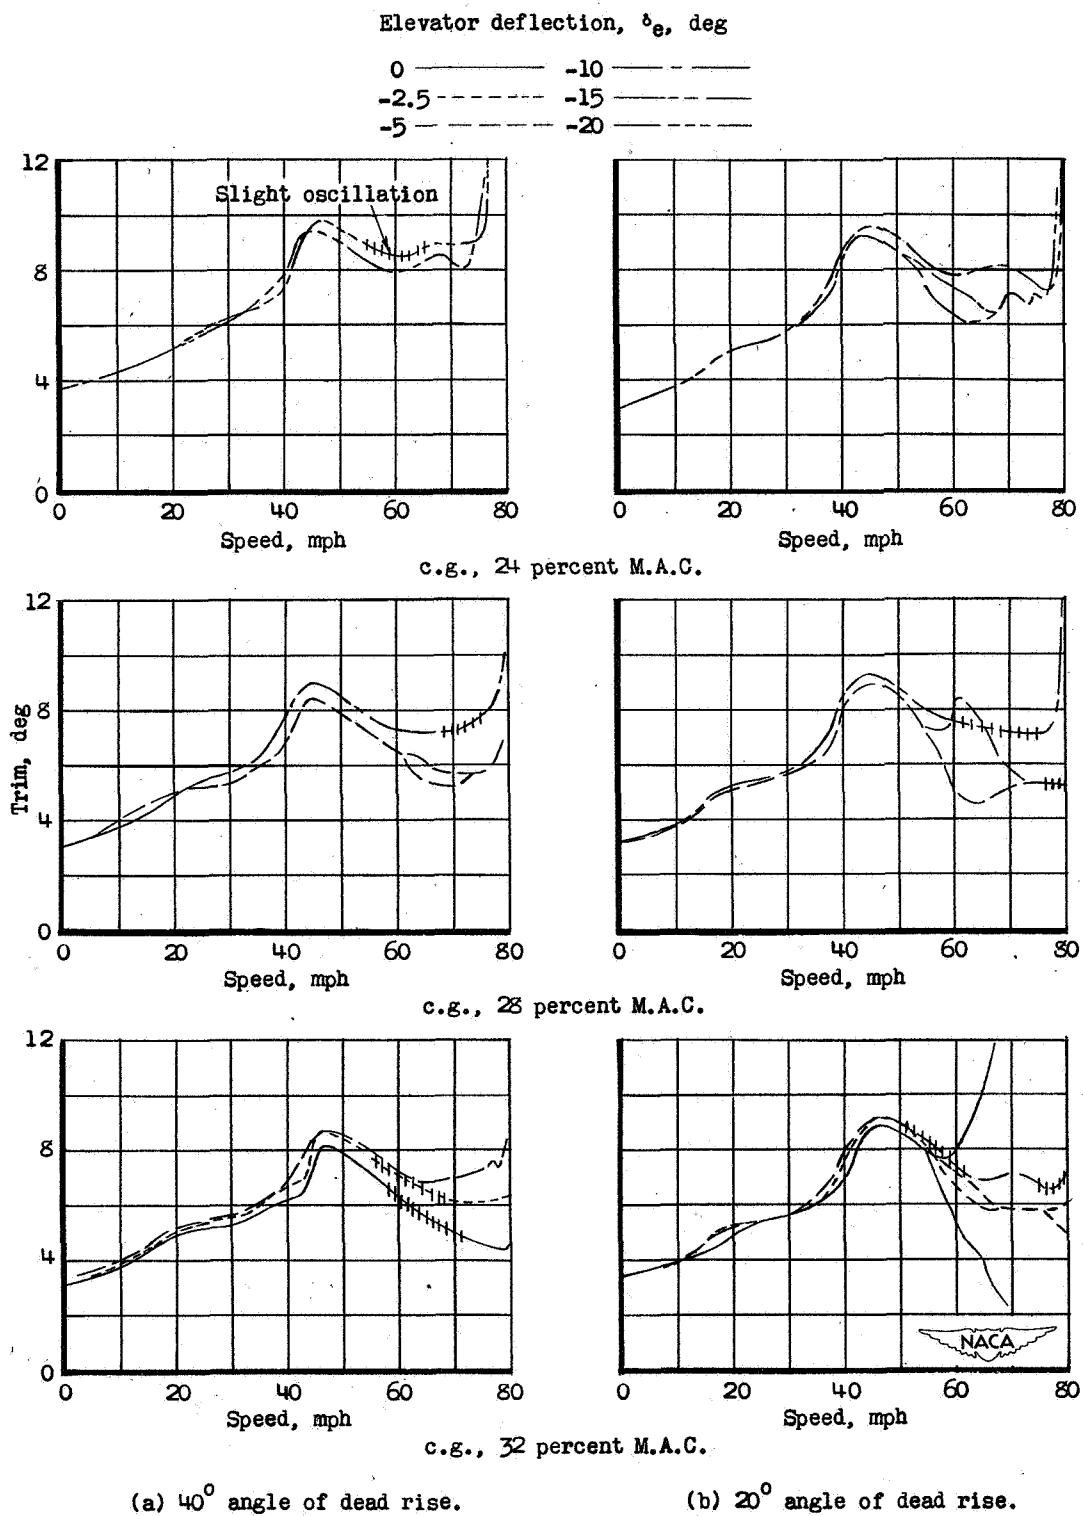 Elevator deflection, δe, deg
0 -10
-2.5 -15
-5 -20
12
8
4
0
Slight oscillation
0 20 40 60 80
0 20 40 60 80
Speed, mph
Speed, mph
c.g., 24 percent M.A.C.
12
8
4
0
Trim, deg
0 20 40 60 80
0 20 40 60 80
Speed, mph
Speed, mph
c.g., 28 percent M.A.C.
12
8
4
0
NACA
0 20 40 60 80
0 20 40 60 80
Speed, mph
Speed, mph
c.g., 32 percent M.A.C.
(a) 40° angle of dead rise.
(b) 20° angle of dead rise.